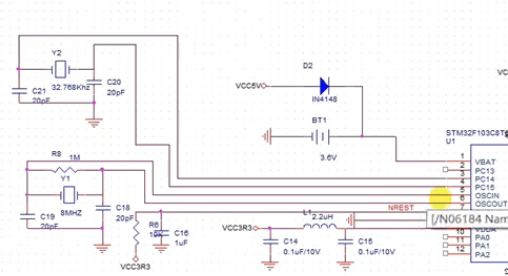 Y2
32.768Khz
C20
20pF
C21
20pF
D2
VCC5V
IN4148
BT1
3.6V
VC
STM32F103C8T
U1
1
VBAT
2
PC13
3
PC14
4
PC15
5
OSCIN
6
OSCOUT
7
R8
1M
Y1
8MHZ
C19
20pF
C18
20pF
R6
C16
1uF
VCC3R3
NREST
[/N06184 Nam
L1
2.2uH
VCC3R3
C14
0.1uF/10V
C15
0.1uF/10V
VDDA
10
PA0
11
PA1
12
PA2